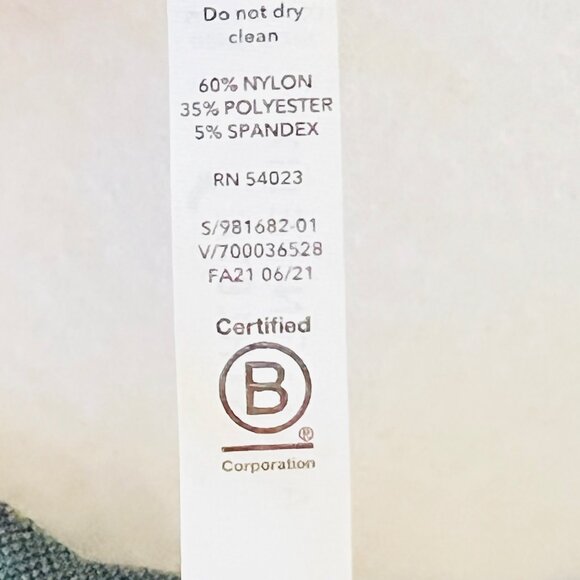 Do not dry
clean
60% NYLON
35% POLYESTER
5% SPANDEX
RN 54023
S/981682-01
V/700036528
FA21 06/21
Certified
B
®
Corporation